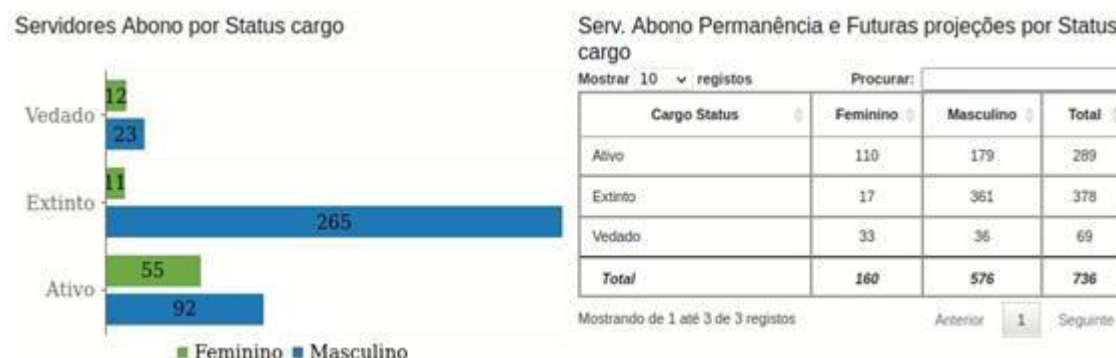 Servidores Abono por Status cargo
Vedado
12
23
Extinto
11
265
Ativo
55
92
Feminino Masculino
Serv. Abono Permanência e Futuras projeções por Status
cargo
Mostrar 10 registos Procurar:
Cargo Status Feminino Masculino Total
Ativo 110 179 289
Extinto 17 361 378
Vedado 33 36 69
Total 160 576 736
Mostrando de 1 até 3 de 3 registos Anterior 1 Seguinte